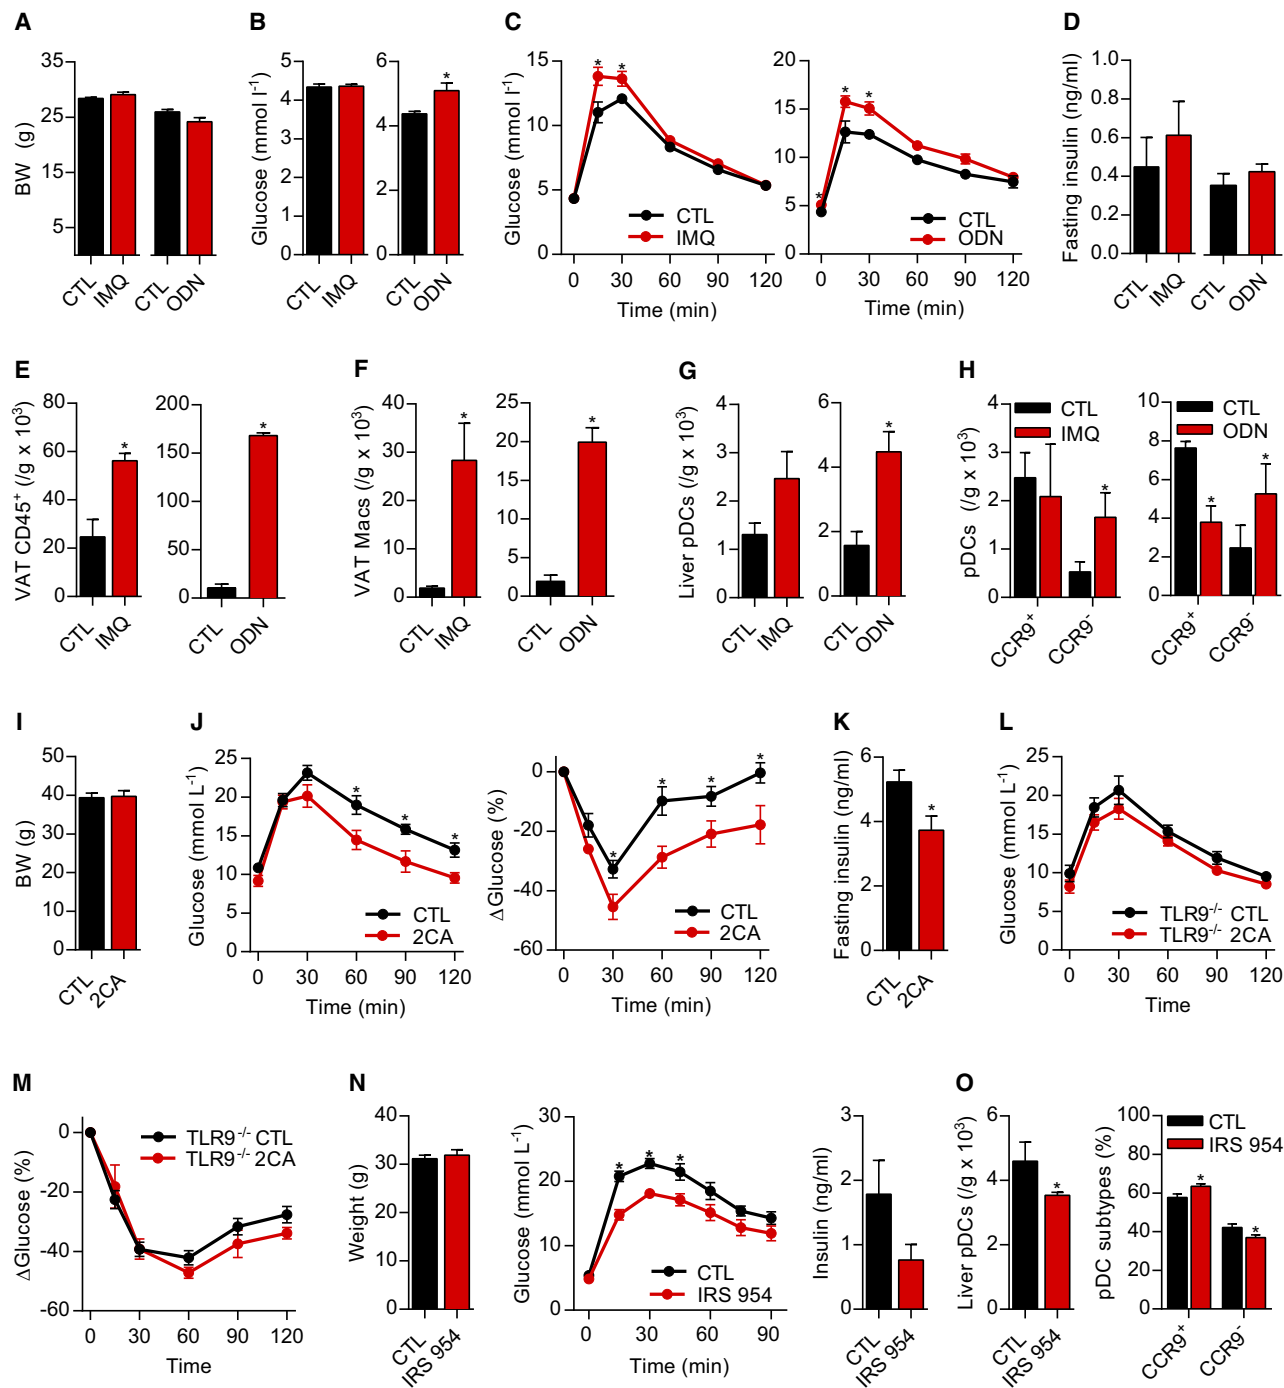 A
BW (g)
35
25
15
5
CTL
IMQ
CTL
ODN
B
Glucose (mmol l⁻¹)
5
4
3
2
1
0
CTL
IMQ
6
4
2
0
*
CTL
ODN
C
Glucose (mmol l⁻¹)
15
10
5
0
* *
CTL
IMQ
0 30 60 90 120
Time (min)
20
15
10
5
0
* * *
CTL
ODN
0 30 60 90 120
Time (min)
D
Fasting insulin (ng/ml)
1.0
0.8
0.6
0.4
0.2
0.0
CTL
IMQ
CTL
ODN
E
VAT CD45⁺ (/g x 10³)
80
60
40
20
0
*
CTL
IMQ
200
150
100
50
0
*
CTL
ODN
F
VAT Macs (/g x 10³)
40
30
20
10
0
*
CTL
IMQ
25
20
15
10
5
0
*
CTL
ODN
G
Liver pDCs (/g x 10³)
4
3
2
1
0
CTL
IMQ
6
4
2
0
*
CTL
ODN
H
pDCs (/g x 10³)
4
3
2
1
0
CTL
IMQ
*
CCR9⁺
CCR9⁻
10
8
6
4
2
0
CTL
ODN
* *
CCR9⁺
CCR9⁻
I
BW (g)
50
40
30
20
10
0
CTL
2CA
J
Glucose (mmol L⁻¹)
25
20
15
10
5
0
* * *
CTL
2CA
0 30 60 90 120
Time (min)
ΔGlucose (%)
0
-20
-40
-60
* * * *
CTL
2CA
0 30 60 90 120
Time (min)
K
Fasting insulin (ng/ml)
6
4
2
0
*
CTL
2CA
L
Glucose (mmol L⁻¹)
25
20
15
10
5
0
TLR9⁻/⁻ CTL
TLR9⁻/⁻ 2CA
0 30 60 90 120
Time
M
ΔGlucose (%)
0
-20
-40
-60
TLR9⁻/⁻ CTL
TLR9⁻/⁻ 2CA
0 30 60 90 120
Time
N
Weight (g)
40
30
20
10
0
CTL
IRS 954
Glucose (mmol L⁻¹)
30
20
10
0
* * *
CTL
IRS 954
0 30 60 90
Time (min)
Insulin (ng/ml)
3
2
1
0
CTL
IRS 954
O
Liver pDCs (/g x 10³)
6
4
2
0
*
CTL
IRS 954
pDC subtypes (%)
100
80
60
40
20
0
CTL
IRS 954
* *
CCR9⁺
CCR9⁻